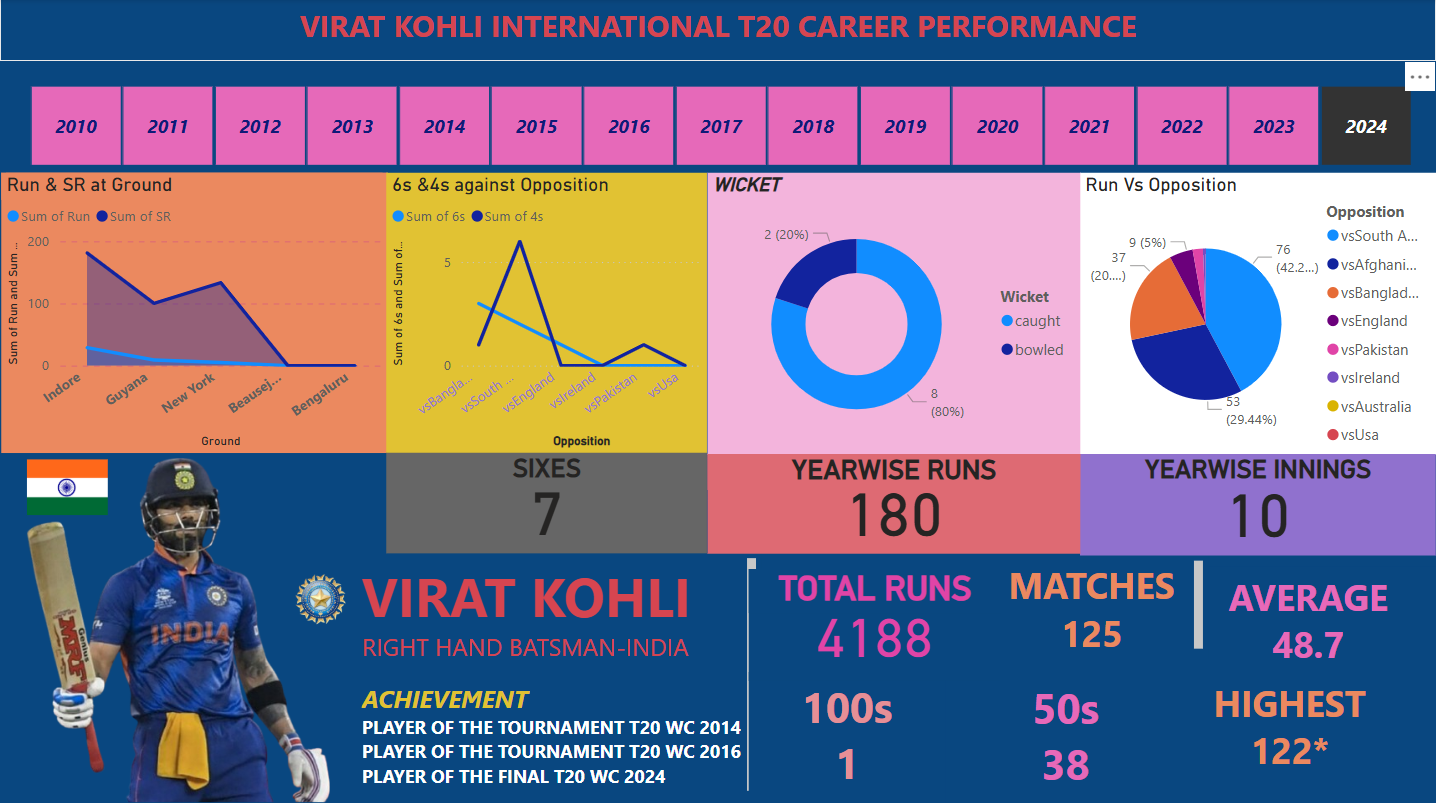 VIRAT KOHLI INTERNATIONAL T20 CAREER PERFORMANCE
2010 2011 2012 2013 2014 2015 2016 2017 2018 2019 2020 2021 2022 2023 2024
Run & SR at Ground
Sum of Run Sum of SR
Sum of Run and Sum ..
200
100
0
Indore Guyana New York Beausej... Bengaluru
Ground
6s &4s against Opposition
Sum of 6s Sum of 4s
Sum of 6s and Sum of...
5
0
vsBangla... vsSouth ... vsEngland vsIreland vsPakistan vsUsa
Opposition
WICKET
2 (20%)
8
(80%)
Wicket
caught
bowled
Run Vs Opposition
9 (5%)
37
(20....)
76
(42.2...)
53
(29.44%)
Opposition
vsSouth A...
vsAfghani...
vsBanglad...
vsEngland
vsPakistan
vsIreland
vsAustralia
vsUsa
SIXES
7
YEARWISE RUNS
180
YEARWISE INNINGS
10
INDIA
MRF
Genius
VIRAT KOHLI
RIGHT HAND BATSMAN-INDIA
ACHIEVEMENT
PLAYER OF THE TOURNAMENT T20 WC 2014
PLAYER OF THE TOURNAMENT T20 WC 2016
PLAYER OF THE FINAL T20 WC 2024
TOTAL RUNS
4188
MATCHES
125
AVERAGE
48.7
100s
1
50s
38
HIGHEST
122*